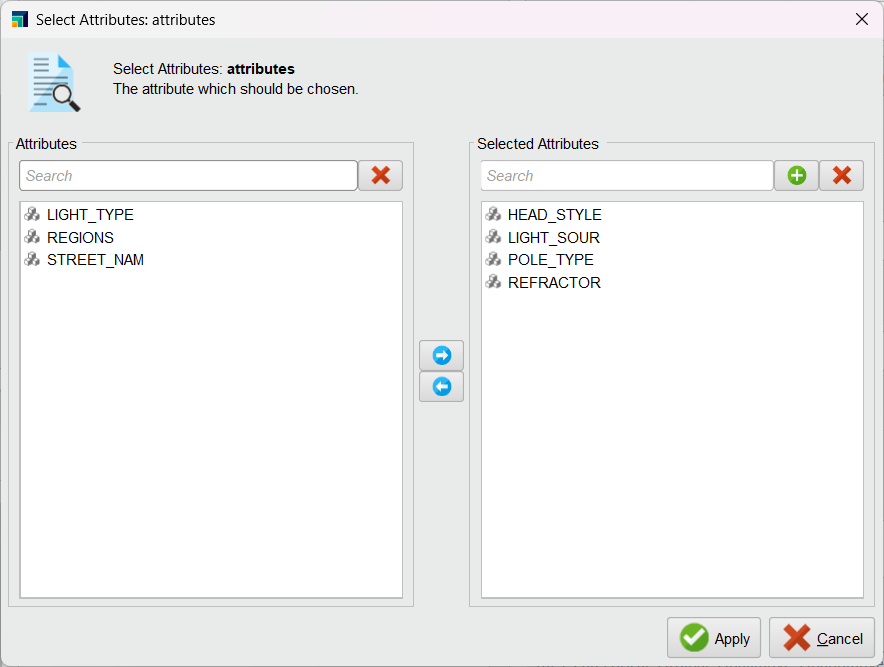 Select Attributes: attributes
Select Attributes: attributes
The attribute which should be chosen.
Attributes
Search
LIGHT_TYPE
REGIONS
STREET_NAM
Selected Attributes
Search
HEAD_STYLE
LIGHT_SOUR
POLE_TYPE
REFRACTOR
Apply
Cancel